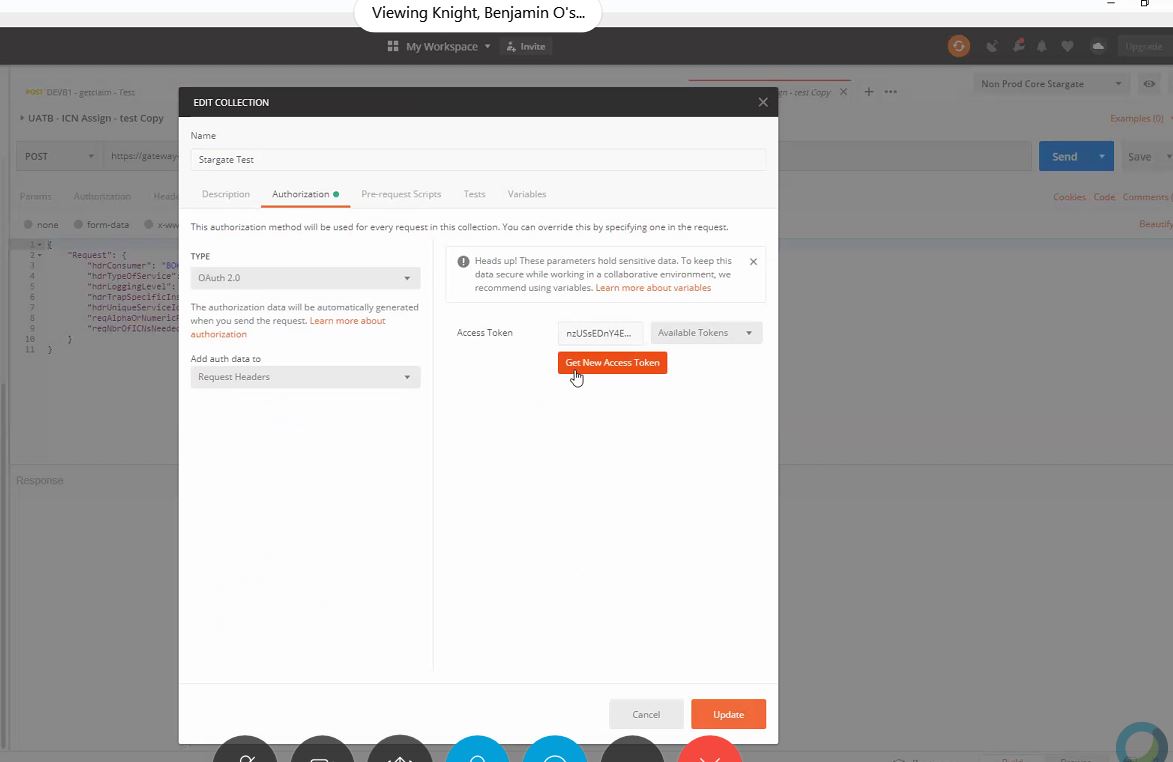 Viewing Knight, Benjamin O's...
My Workspace
Invite
Upgrade
POST DEVB1 - getclaim - Test
gn - test Copy
Non Prod Core Stargate
UATB - ICN Assign - test Copy
Examples (0)
POST
https://gateway-
Send
Save
Params
Authorization
Heade
Cookies
Code
Comments (
none
form-data
x-ww
Beautify
1 {
2 "Request": {
3 "hdrConsumer": "BOK
4 "hdrTypeOfService":
5 "hdrLoggingLevel":
6 "hdrTrapSpecificIns
7 "hdrUniqueServiceId
8 "reqAlphaOrNumericF
9 "reqNbrOfICNsNeeded
10 }
11 }
Response
EDIT COLLECTION
Name
Stargate Test
Description
Authorization
Pre-request Scripts
Tests
Variables
This authorization method will be used for every request in this collection. You can override this by specifying one in the request.
TYPE
OAuth 2.0
The authorization data will be automatically generated
when you send the request. Learn more about
authorization
Add auth data to
Request Headers
Heads up! These parameters hold sensitive data. To keep this
data secure while working in a collaborative environment, we
recommend using variables. Learn more about variables
Access Token
nzUSsEDnY4E...
Available Tokens
Get New Access Token
Cancel
Update